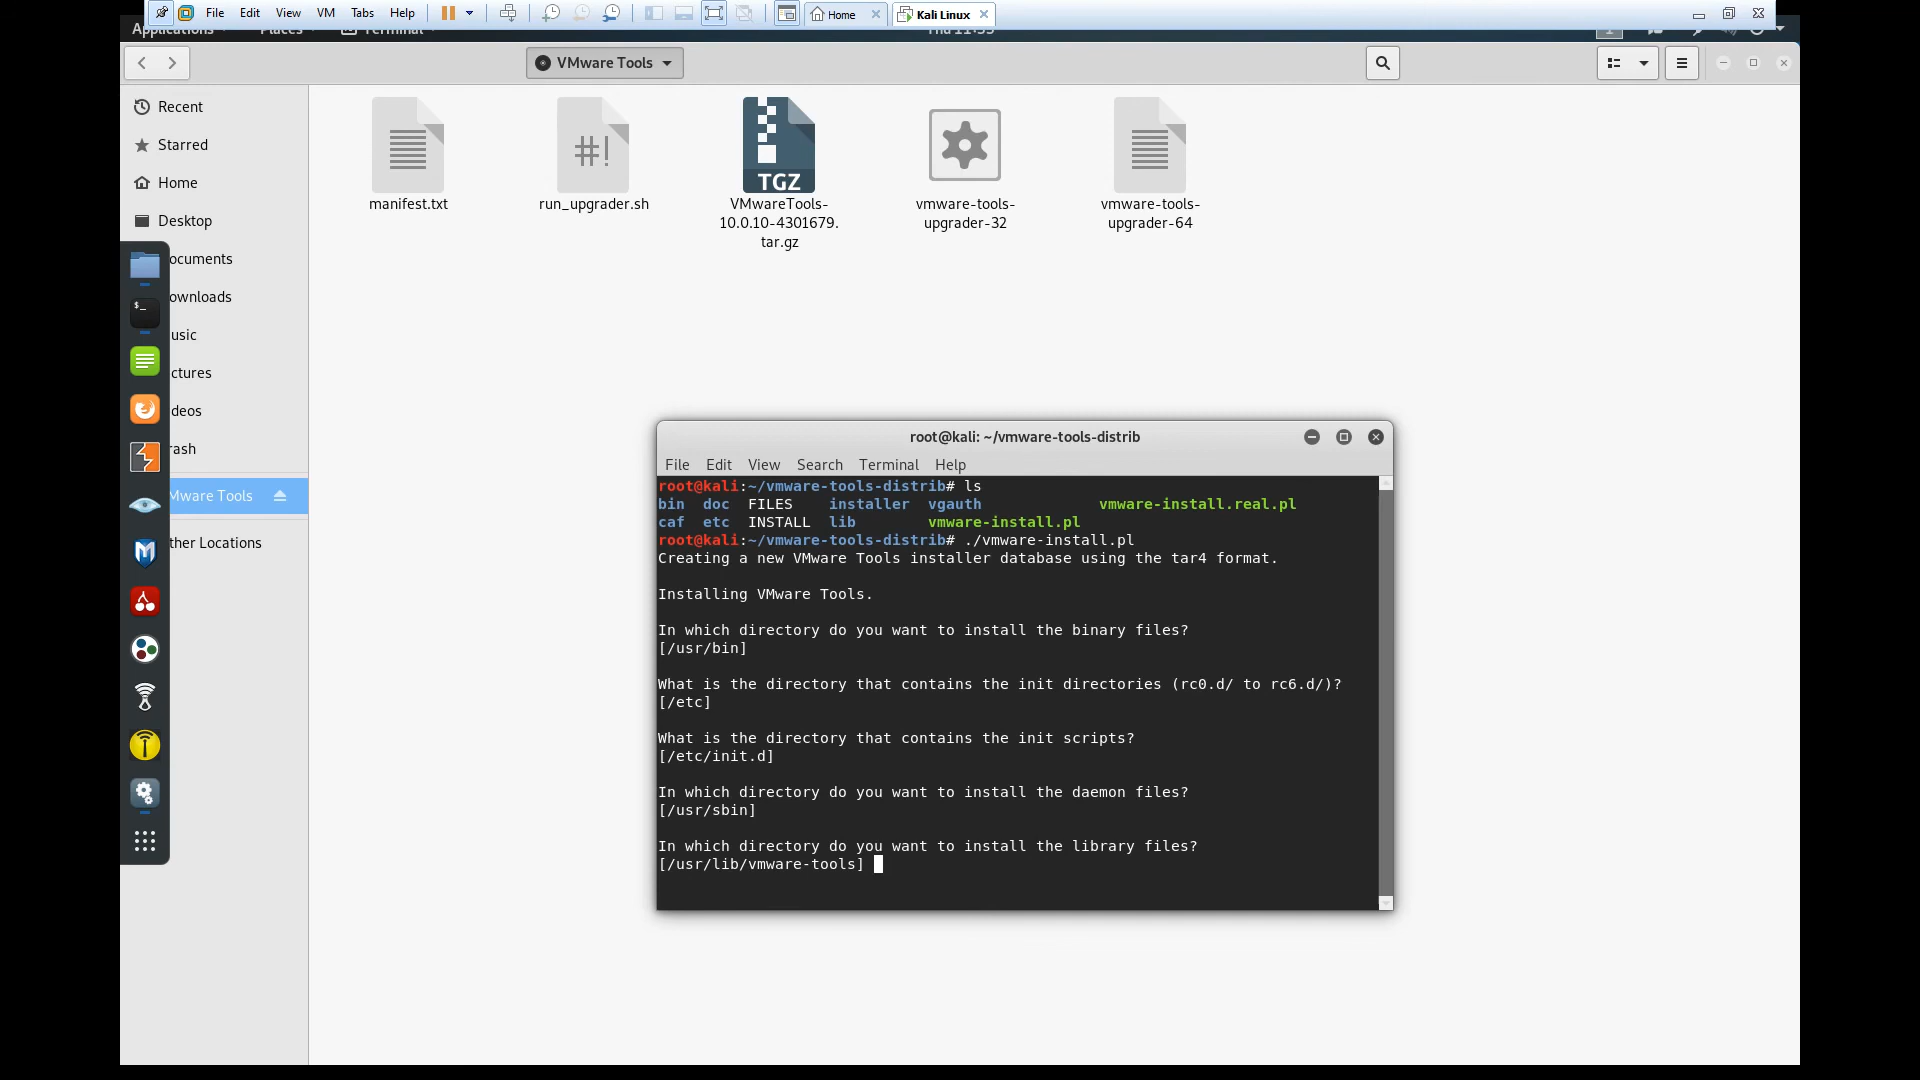 File Edit View VM Tabs Help Home Kali Linux
Applications Places Terminal Thu 11:35
VMware Tools
Recent
Starred
Home
Desktop
ocuments
ownloads
usic
ctures
deos
rash
Mware Tools
ther Locations
manifest.txt
#!
run_upgrader.sh
TGZ
VMwareTools-
10.0.10-4301679.
tar.gz
vmware-tools-
upgrader-32
vmware-tools-
upgrader-64
root@kali: ~/vmware-tools-distrib
File Edit View Search Terminal Help
root@kali:~/vmware-tools-distrib# ls
bin doc FILES installer vgauth vmware-install.real.pl
caf etc INSTALL lib vmware-install.pl
root@kali:~/vmware-tools-distrib# ./vmware-install.pl
Creating a new VMware Tools installer database using the tar4 format.
Installing VMware Tools.
In which directory do you want to install the binary files?
[/usr/bin]
What is the directory that contains the init directories (rc0.d/ to rc6.d/)?
[/etc]
What is the directory that contains the init scripts?
[/etc/init.d]
In which directory do you want to install the daemon files?
[/usr/sbin]
In which directory do you want to install the library files?
[/usr/lib/vmware-tools]